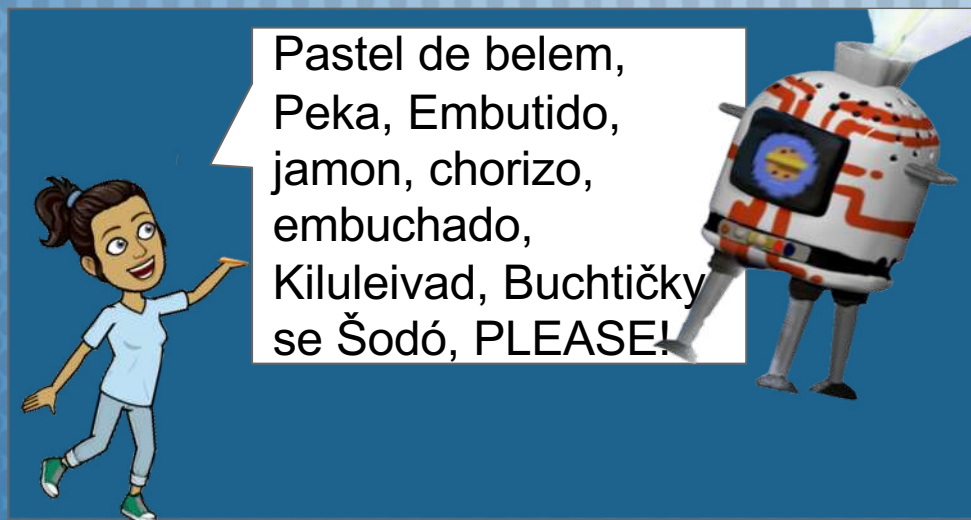 Pastel de belem,
Peka, Embutido,
jamon, chorizo,
embuchado,
Kiluleivad, Buchtičky
se Šodó, PLEASE!